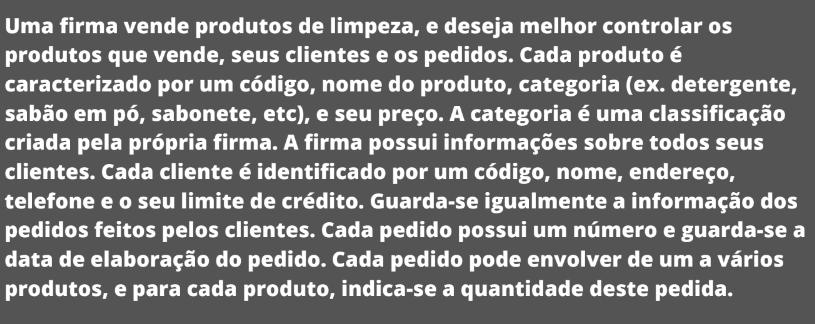 Uma firma vende produtos de limpeza, e deseja melhor controlar os
produtos que vende, seus clientes e os pedidos. Cada produto é
caracterizado por um código, nome do produto, categoria (ex. detergente,
sabão em pó, sabonete, etc), e seu preço. A categoria é uma classificação
criada pela própria firma. A firma possui informações sobre todos seus
clientes. Cada cliente é identificado por um código, nome, endereço,
telefone e o seu limite de crédito. Guarda-se igualmente a informação dos
pedidos feitos pelos clientes. Cada pedido possui um número e guarda-se a
data de elaboração do pedido. Cada pedido pode envolver de um a vários
produtos, e para cada produto, indica-se a quantidade deste pedida.